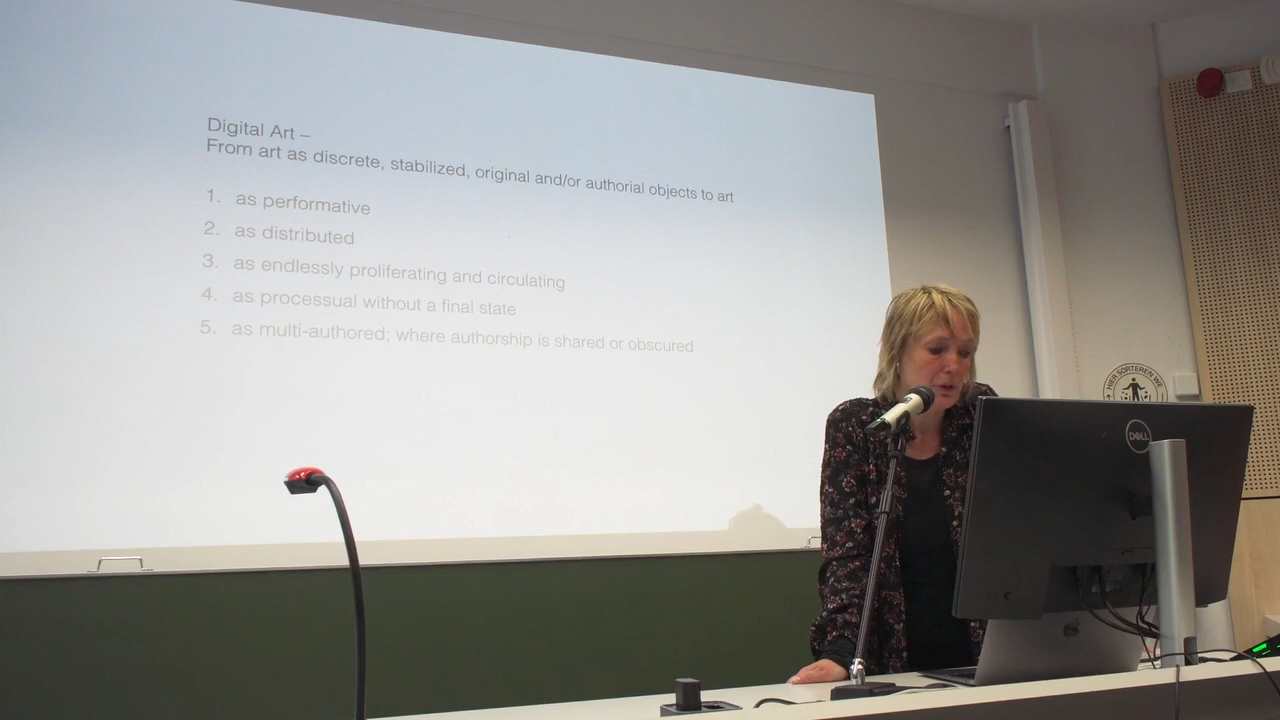 Digital Art –
From art as discrete, stabilized, original and/or authorial objects to art
1. as performative
2. as distributed
3. as endlessly proliferating and circulating
4. as processual without a final state
5. as multi-authored; where authorship is shared or obscured
HIER SORTEREN WE
DELL